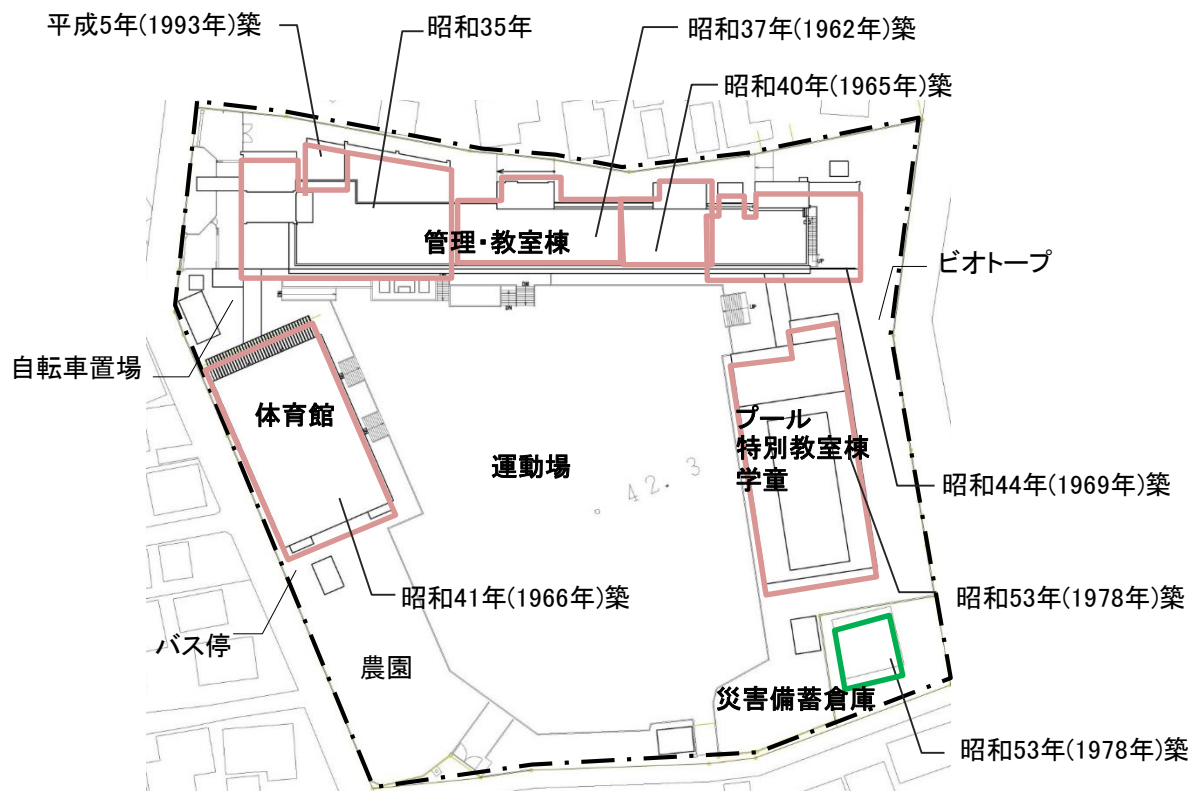 平成5年(1993年)築
昭和35年
昭和37年(1962年)築
昭和40年(1965年)築
管理・教室棟
ビオトープ
自転車置場
体育館
プール
特別教室棟
学童
運動場
42.3
昭和44年(1969年)築
昭和41年(1966年)築
昭和53年(1978年)築
バス停
農園
災害備蓄倉庫
昭和53年(1978年)築